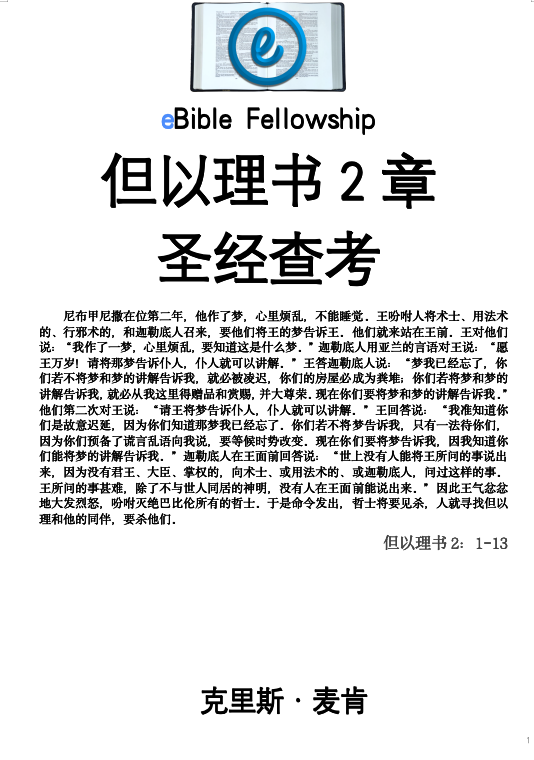 e
eBible Fellowship
但以理书 2 章
圣经查考
尼布甲尼撒在位第二年，他作了梦，心里烦乱，不能睡觉．王吩咐人将术士、用法术
的、行邪术的，和迦勒底人召来，要他们将王的梦告诉王．他们就来站在王前．王对他们
说：“我作了一梦，心里烦乱，要知道这是什么梦．”迦勒底人用亚兰的言语对王说：“愿
王万岁！请将那梦告诉仆人，仆人就可以讲解．”王答迦勒底人说：“梦我已经忘了，你
们若不将梦和梦的讲解告诉我，就必被凌迟，你们的房屋必成为粪堆；你们若将梦和梦的
讲解告诉我，就必从我这里得赠品和赏赐，并大尊荣．现在你们要将梦和梦的讲解告诉我．”
他们第二次对王说：“请王将梦告诉仆人，仆人就可以讲解．”王回答说：“我准知道你
们是故意迟延，因为你们知道那梦我已经忘了．你们若不将梦告诉我，只有一法待你们，
因为你们预备了谎言乱语向我说，要等候时势改变．现在你们要将梦告诉我，因我知道你
们能将梦的讲解告诉我．”迦勒底人在王面前回答说：“世上没有人能将王所问的事说出
来，因为没有君王、大臣、掌权的，向术士、或用法术的、或迦勒底人，问过这样的事．
王所问的事甚难，除了不与世人同居的神明，没有人在王面前能说出来．”因此王气忿忿
地大发烈怒，吩咐灭绝巴比伦所有的哲士．于是命令发出，哲士将要见杀，人就寻找但以
理和他的同伴，要杀他们．
但以理书 2：1-13
克里斯 · 麦肯
1